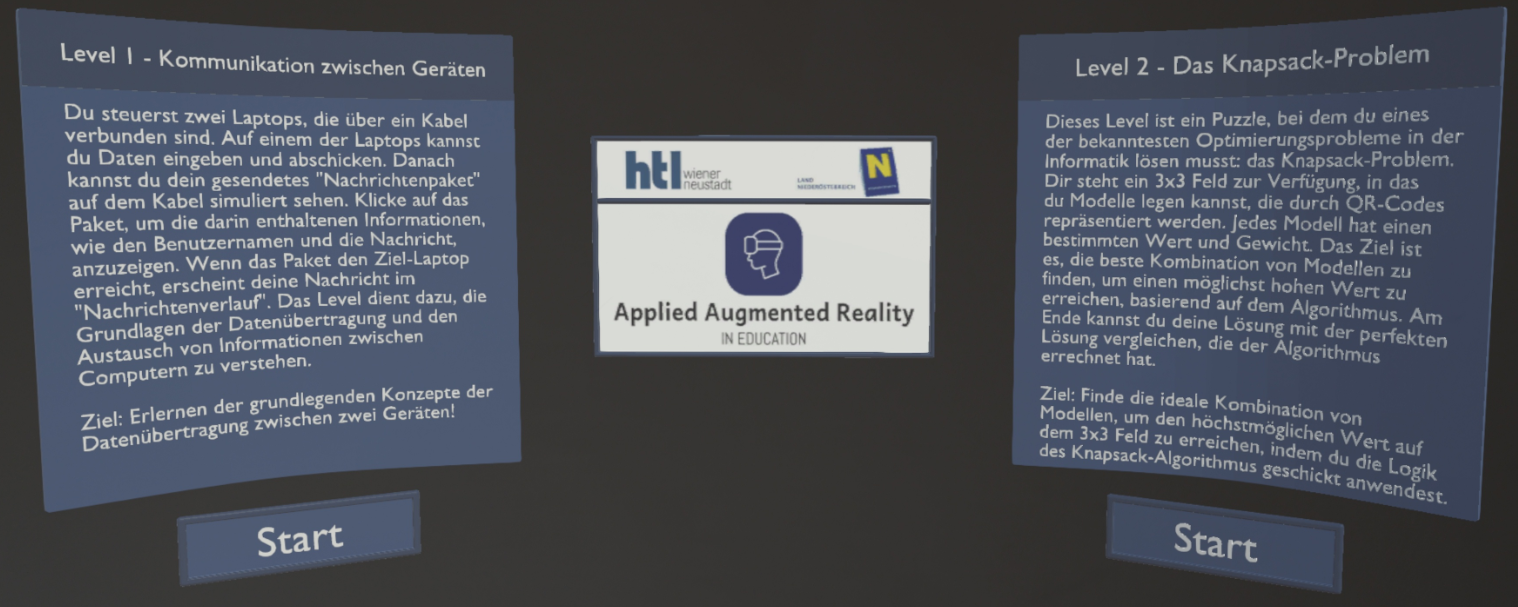 Level 1 - Kommunikation zwischen Geräten
Du steuerst zwei Laptops, die über ein Kabel
verbunden sind. Auf einem der Laptops kannst
du Daten eingeben und abschicken. Danach
kannst du dein gesendetes "Nachrichtenpaket"
auf dem Kabel simuliert sehen. Klicke auf das
Paket, um die darin enthaltenen Informationen,
wie den Benutzernamen und die Nachricht,
anzuzeigen. Wenn das Paket den Ziel-Laptop
erreicht, erscheint deine Nachricht im
"Nachrichtenverlauf". Das Level dient dazu, die
Grundlagen der Datenübertragung und den
Austausch von Informationen zwischen
Computern zu verstehen.
Ziel: Erlernen der grundlegenden Konzepte der
Datenübertragung zwischen zwei Geräten!
Start
htl wiener
neustadt
LAND
NIEDERÖSTERREICH
N
Applied Augmented Reality
IN EDUCATION
Level 2 - Das Knapsack-Problem
Dieses Level ist ein Puzzle, bei dem du eines
der bekanntesten Optimierungsprobleme in der
Informatik lösen musst: das Knapsack-Problem.
Dir steht ein 3x3 Feld zur Verfügung, in das
du Modelle legen kannst, die durch QR-Codes
repräsentiert werden. Jedes Modell hat einen
bestimmten Wert und Gewicht. Das Ziel ist
es, die beste Kombination von Modellen zu
finden, um einen möglichst hohen Wert zu
erreichen, basierend auf dem Algorithmus. Am
Ende kannst du deine Lösung mit der perfekten
Lösung vergleichen, die der Algorithmus
errechnet hat.
Ziel: Finde die ideale Kombination von
Modellen, um den höchstmöglichen Wert auf
dem 3x3 Feld zu erreichen, indem du die Logik
des Knapsack-Algorithmus geschickt anwendest.
Start